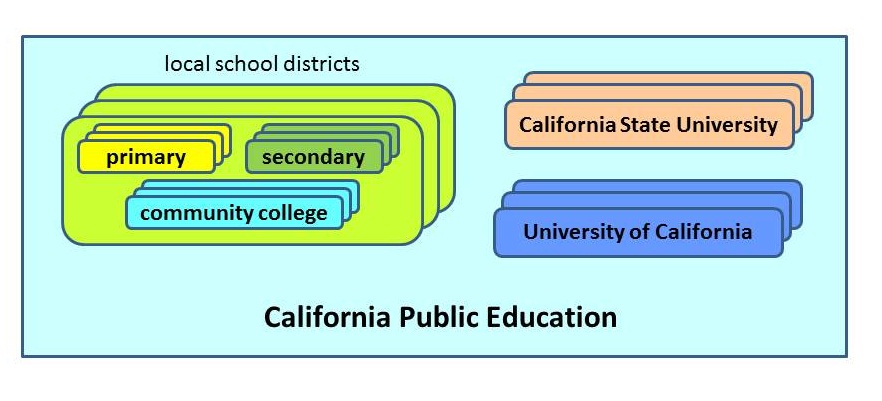 local school districts
primary
secondary
community college
California State University
University of California
California Public Education